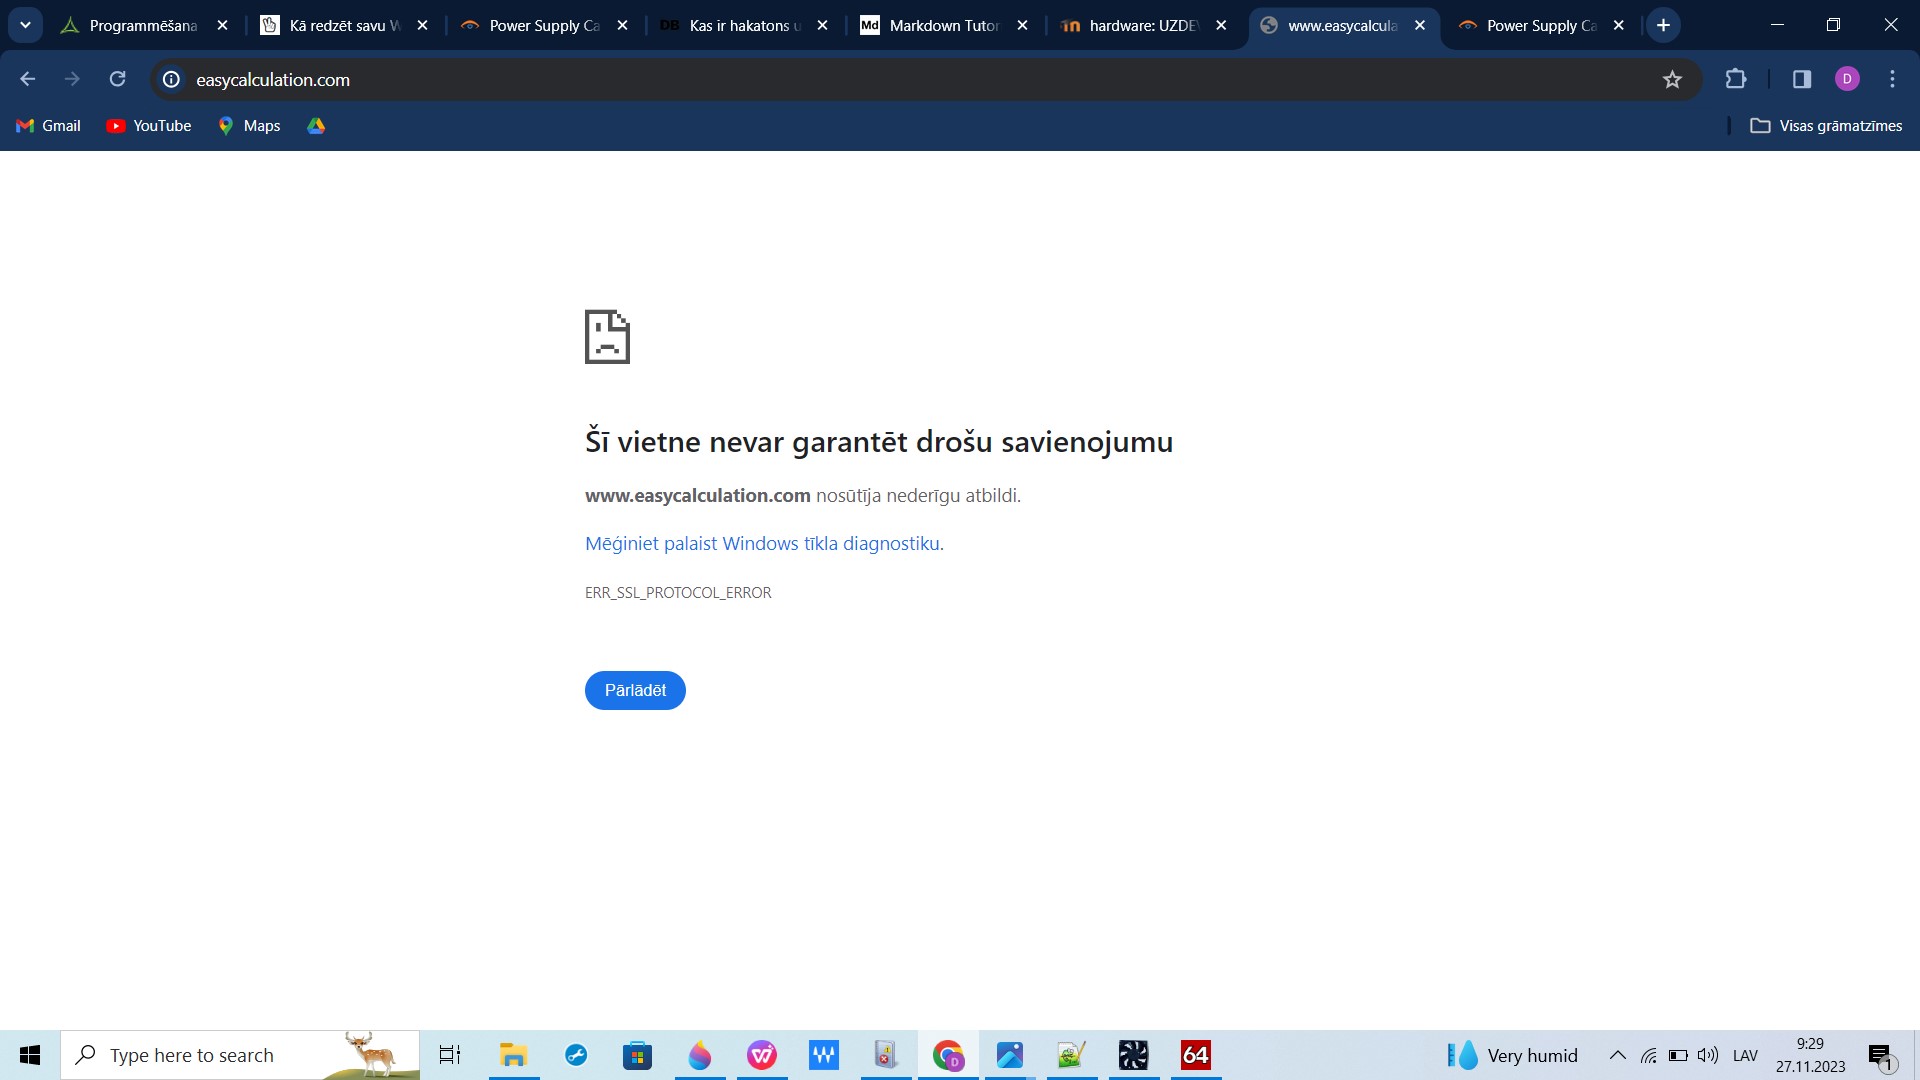 Programmēšana
Kā redzēt savu W
Power Supply Ca
DB
Kas ir hakatons u
Md
Markdown Tutor
hardware: UZDEV
www.easycalcula
Power Supply Ca
easycalculation.com
D
Gmail
YouTube
Maps
Visas grāmatzīmes
Šī vietne nevar garantēt drošu savienojumu
www.easycalculation.com nosūtīja nederīgu atbildi.
Mēģiniet palaist Windows tīkla diagnostiku.
ERR_SSL_PROTOCOL_ERROR
Pārlādēt
Type here to search
D
64
Very humid
LAV
9:29
27.11.2023
1